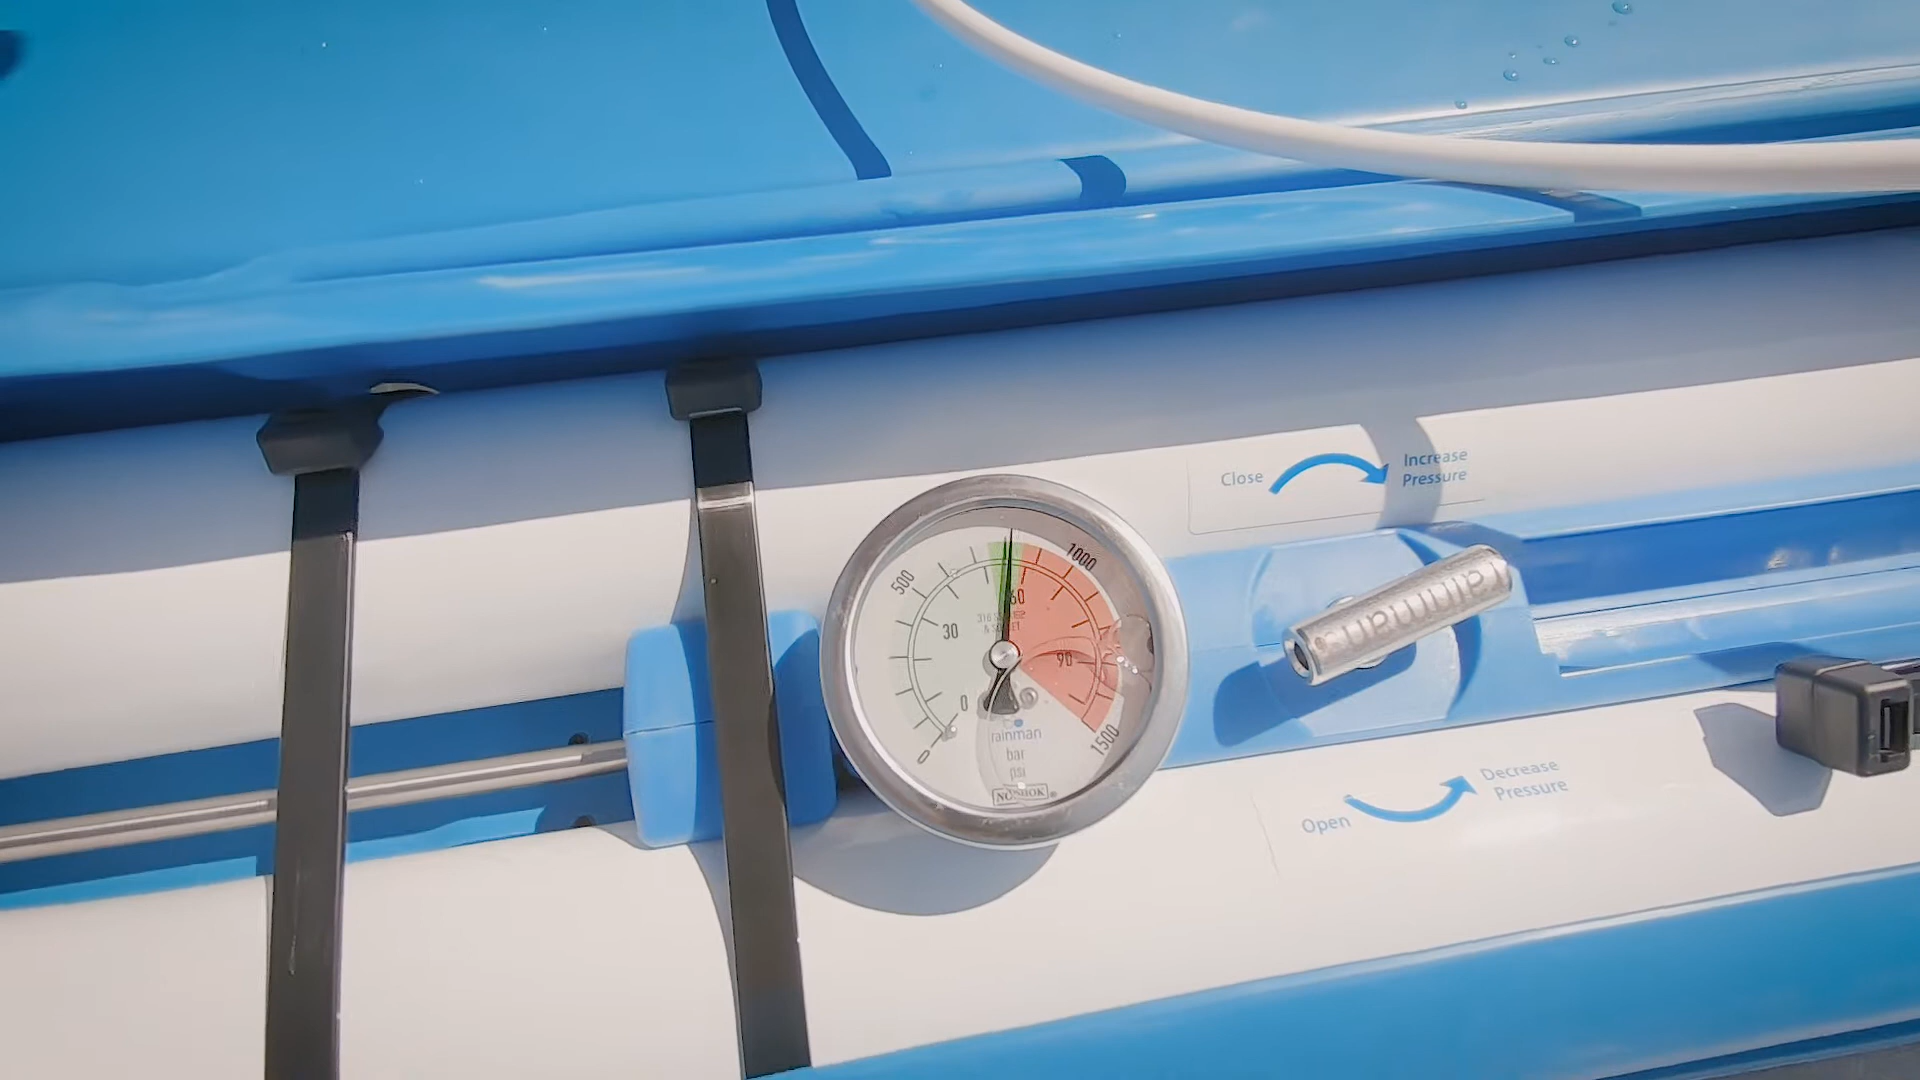 Close
Increase
Pressure
500
1000
30
60
90
0
0
1500
rainman
bar
psi
NOSHOK
rainman
Open
Decrease
Pressure